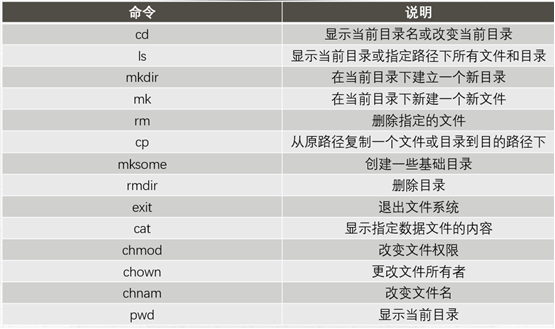 命令 说明
cd 显示当前目录名或改变当前目录
ls 显示当前目录或指定路径下所有文件和目录
mkdir 在当前目录下建立一个新目录
mk 在当前目录下新建一个新文件
rm 删除指定的文件
cp 从原路径复制一个文件或目录到目的路径下
mksome 创建一些基础目录
rmdir 删除目录
exit 退出文件系统
cat 显示指定数据文件的内容
chmod 改变文件权限
chown 更改文件所有者
chnam 改变文件名
pwd 显示当前目录